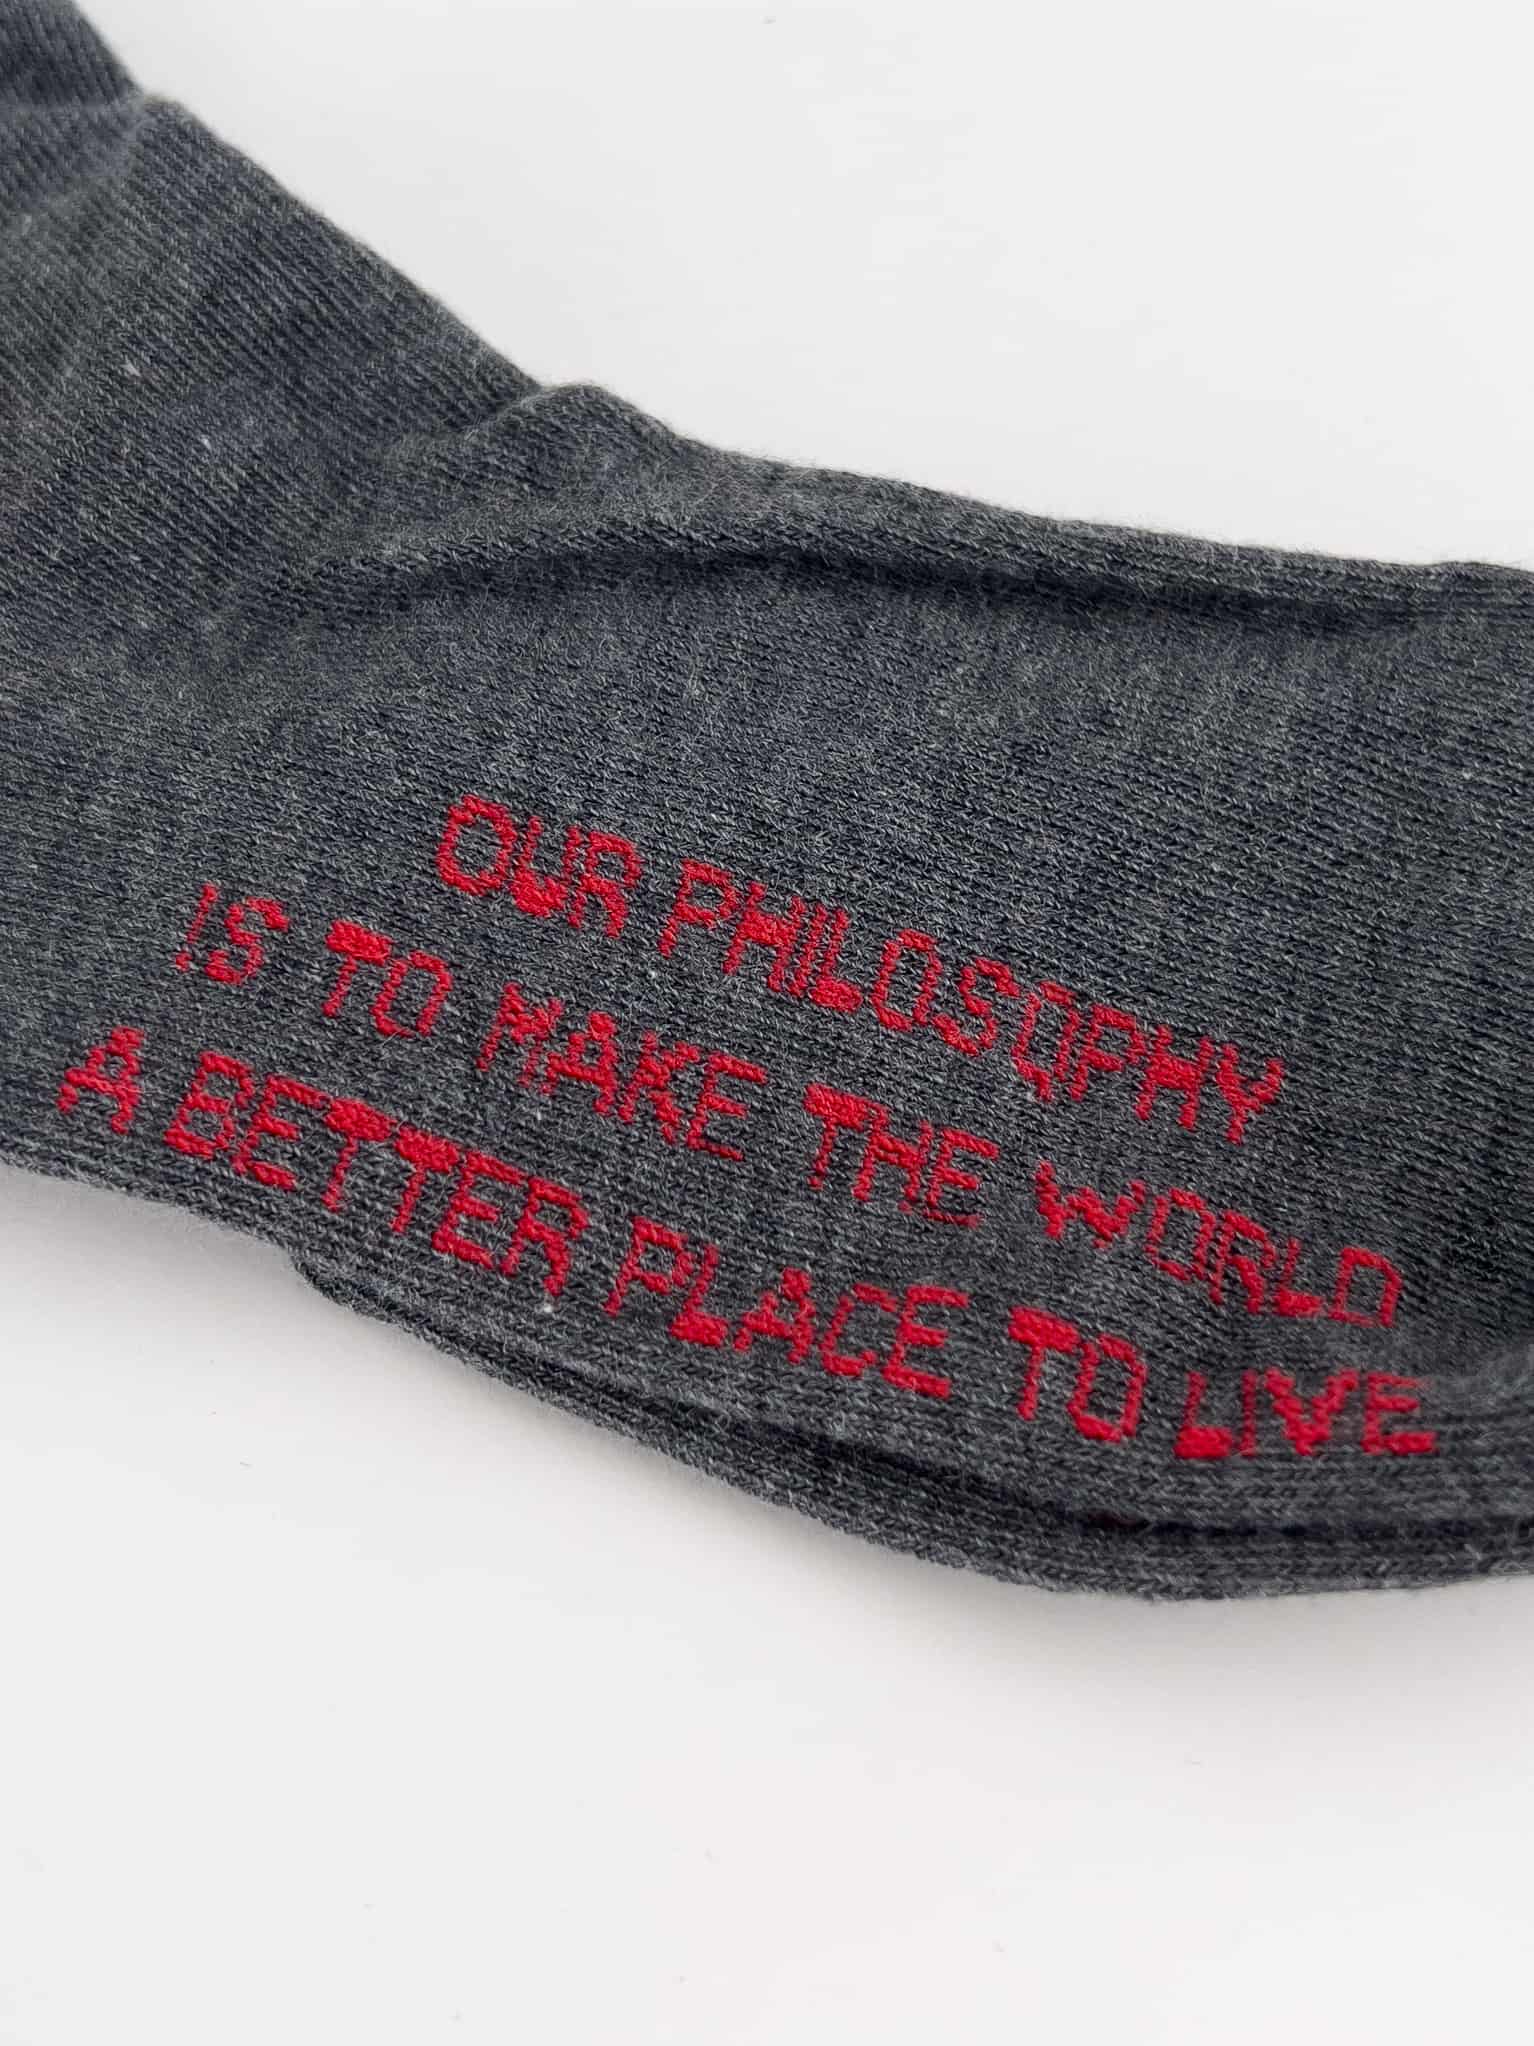 OUR PHILOSOPHY
IS TO MAKE THE WORLD
A BETTER PLACE TO LIVE